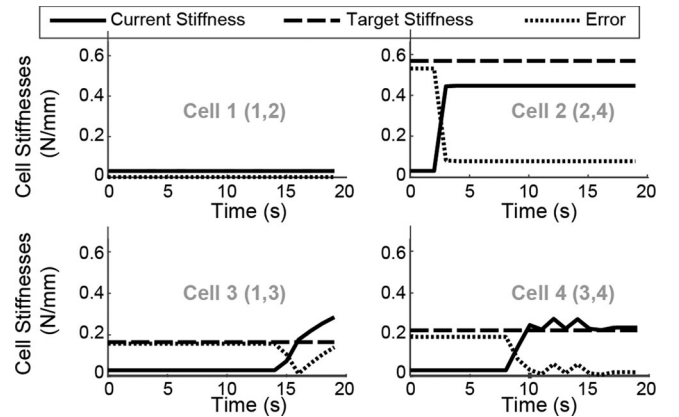 Current Stiffness Target Stiffness Error
Cell Stiffnesses
(N/mm)
0.6
0.4
0.2
0
Cell 1 (1,2)
0 5 10 15 20
Time (s)
0.6
0.4
0.2
0
Cell 2 (2,4)
0 5 10 15 20
Time (s)
Cell Stiffnesses
(N/mm)
0.6
0.4
0.2
0
Cell 3 (1,3)
0 5 10 15 20
Time (s)
0.6
0.4
0.2
0
Cell 4 (3,4)
0 5 10 15 20
Time (s)